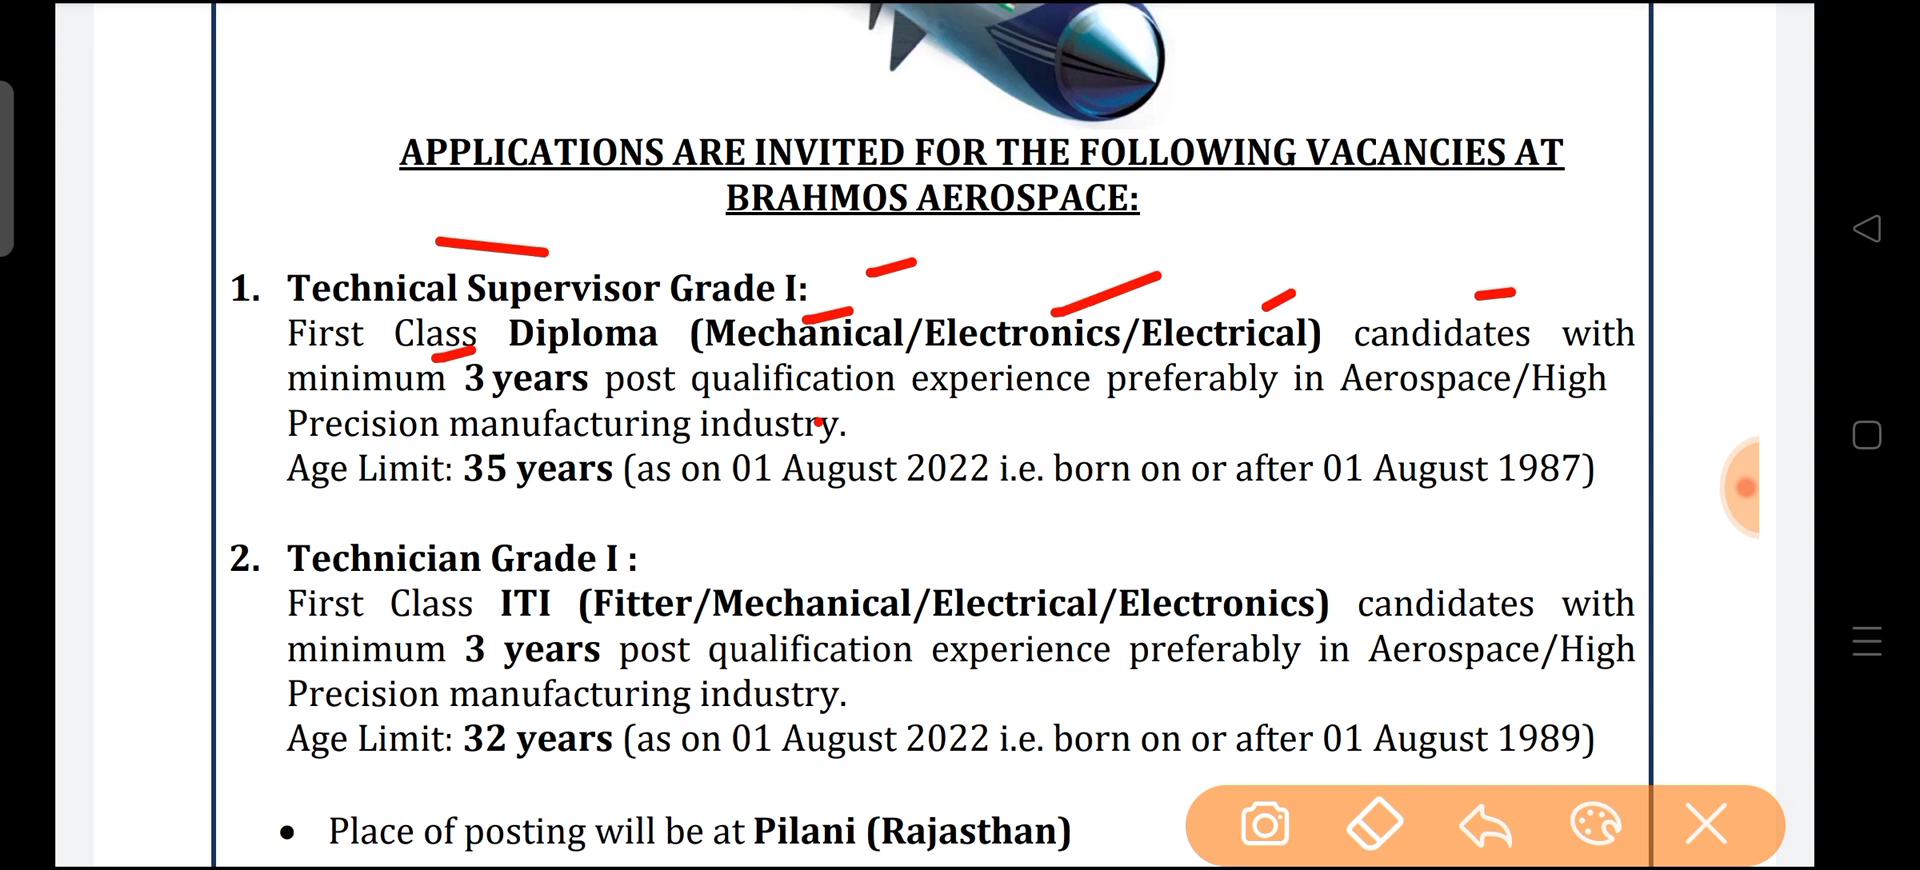 APPLICATIONS ARE INVITED FOR THE FOLLOWING VACANCIES AT
BRAHMOS AEROSPACE:
1. Technical Supervisor Grade I:
First Class Diploma (Mechanical/Electronics/Electrical) candidates with
minimum 3 years post qualification experience preferably in Aerospace/High
Precision manufacturing industry.
Age Limit: 35 years (as on 01 August 2022 i.e. born on or after 01 August 1987)
2. Technician Grade I :
First Class ITI (Fitter/Mechanical/Electrical/Electronics) candidates with
minimum 3 years post qualification experience preferably in Aerospace/High
Precision manufacturing industry.
Age Limit: 32 years (as on 01 August 2022 i.e. born on or after 01 August 1989)
• Place of posting will be at Pilani (Rajasthan)